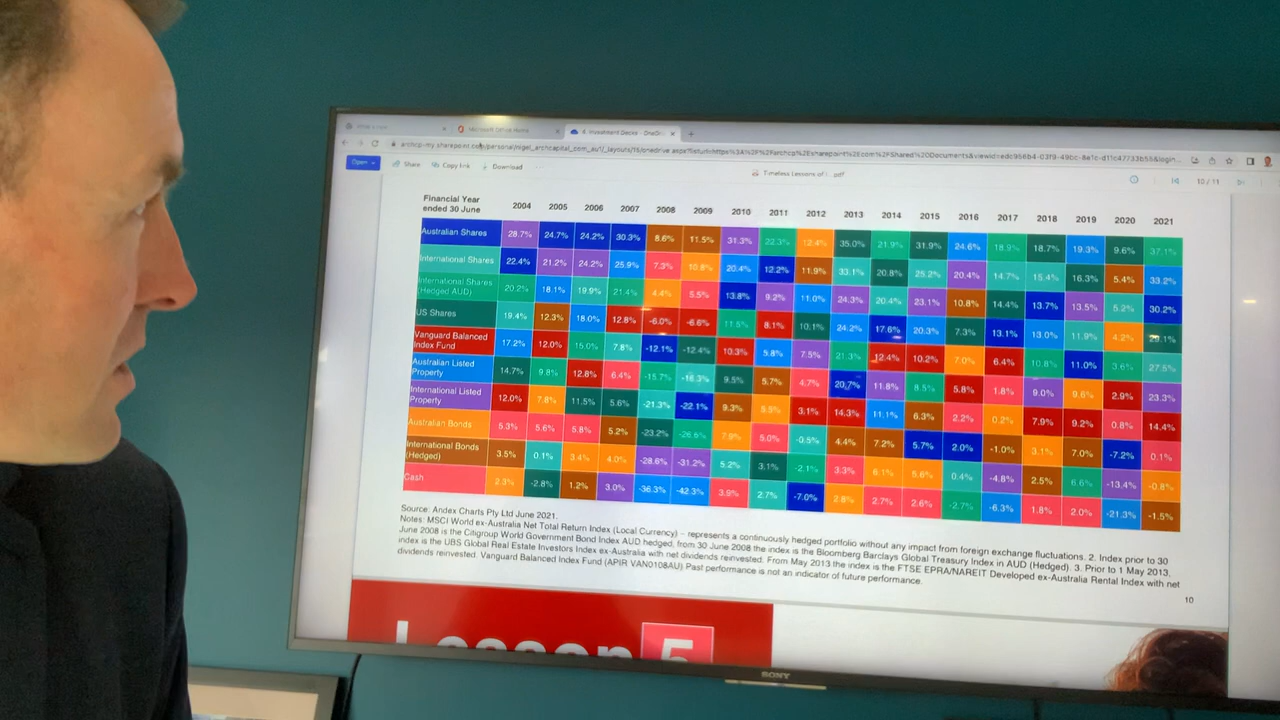 Microsoft Office Home
4. Investment Decks - OneDri
Open
Share
Copy link
Download
Timeless Lessons of I... .pdf
10 / 11
Financial Year
ended 30 June
2004 2005 2006 2007 2008 2009 2010 2011 2012 2013 2014 2015 2016 2017 2018 2019 2020 2021
Australian Shares 28.7% 24.7% 24.2% 30.3% 8.6% 11.5% 31.3% 22.3% 12.4% 35.0% 21.9% 31.9% 24.6% 18.9% 18.7% 19.3% 9.6% 37.1%
International Shares 22.4% 21.2% 24.2% 25.9% 7.3% 10.8% 20.4% 12.2% 11.9% 33.1% 20.8% 25.2% 20.4% 14.7% 15.4% 16.3% 5.4% 33.2%
International Shares
(Hedged AUD) 20.2% 18.1% 19.9% 21.4% 4.4% 5.5% 13.8% 9.2% 11.0% 24.3% 20.4% 23.1% 10.8% 14.4% 13.7% 13.5% 5.2% 30.2%
US Shares 19.4% 12.3% 18.0% 12.8% -6.0% -6.6% 11.5% 8.1% 10.1% 24.2% 17.6% 20.3% 7.3% 13.1% 13.0% 11.9% 4.2%
Vanguard Balanced
Index Fund 17.2% 12.0% 15.0% 7.8% -12.1% -12.4% 10.3% 5.8% 7.5% 21.3% 12.4% 10.2% 7.0% 6.4% 10.8% 11.0% 3.6% 27.5%
Australian Listed
Property 14.7% 9.8% 12.8% 6.4% -15.7% -16.3% 9.5% 5.7% 4.7% 20.7% 11.8% 8.5% 5.8% 1.8% 9.0% 9.6% 2.9% 23.3%
International Listed
Property 12.0% 7.8% 11.5% 5.6% -21.3% -22.1% 9.3% 5.5% 3.1% 14.3% 11.1% 6.3% 2.2% 0.2% 7.9% 9.2% 0.8% 14.4%
Australian Bonds 5.3% 5.6% 5.8% 5.2% -23.2% -26.6% 7.9% 5.0% -0.5% 4.4% 7.2% 5.7% 2.0% -1.0% 3.1% 7.0% -7.2% 0.1%
International Bonds
(Hedged) 3.5% 0.1% 3.4% 4.0% -28.6% -31.2% 5.2% 3.1% -2.1% 3.3% 6.1% 5.6% 0.4% -4.8% 2.5% 6.6% -13.4% -0.8%
Cash 2.3% -2.8% 1.2% 3.0% -36.3% -42.3% 3.9% 2.7% -7.0% 2.8% 2.7% 2.6% -2.7% -6.3% 1.8% 2.0% -21.3% -1.5%
Source: Andex Charts Pty Ltd June 2021.
Notes: MSCI World ex-Australia Net Total Return Index (Local Currency) – represents a continuously hedged portfolio without any impact from foreign exchange fluctuations. 2. Index prior to 30
June 2008 is the Citigroup World Government Bond Index AUD hedged, from 30 June 2008 the index is the Bloomberg Barclays Global Treasury Index in AUD (Hedged). 3. Prior to 1 May 2013,
index is the UBS Global Real Estate Investors Index ex-Australia with net dividends reinvested. From May 2013 the index is the FTSE EPRA/NAREIT Developed ex-Australia Rental Index with net
dividends reinvested. Vanguard Balanced Index Fund (APIR VAN0108AU) Past performance is not an indicator of future performance.
10
Lesson 5
SONY